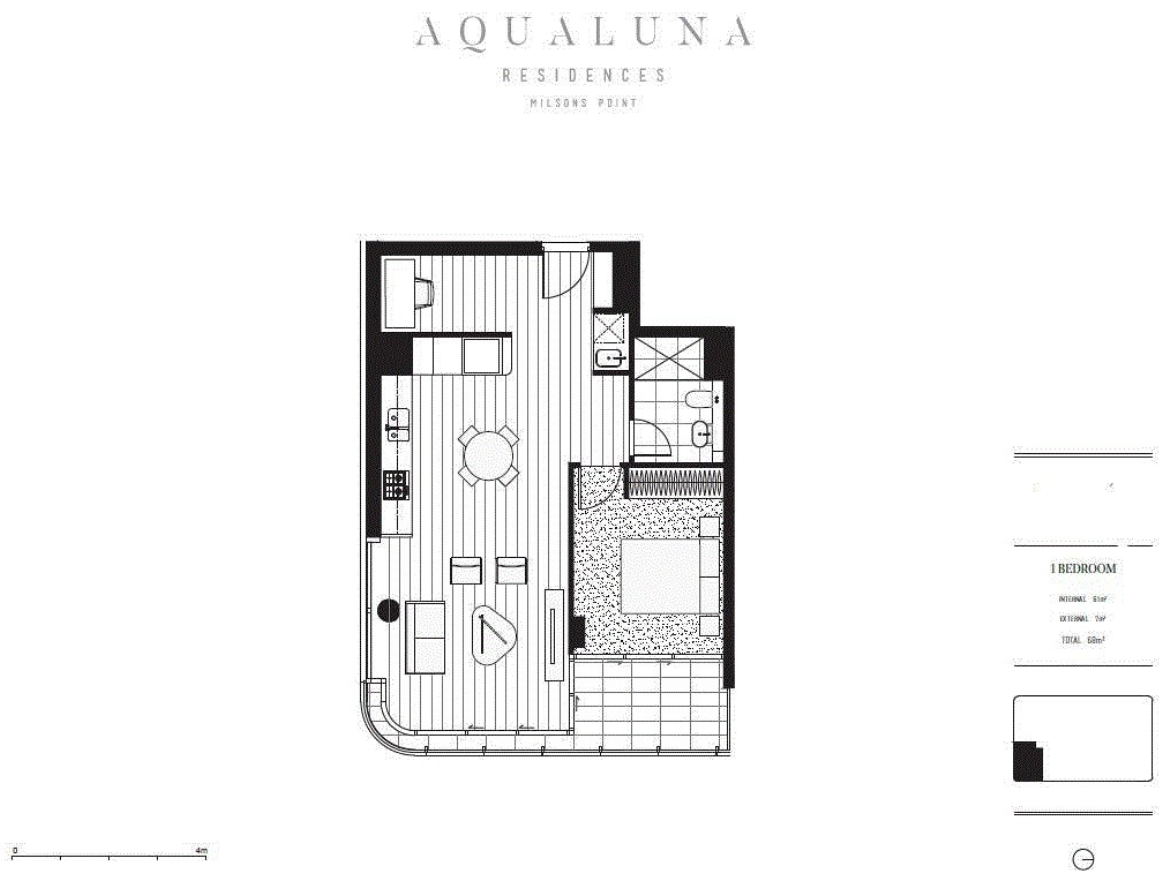 AQUALUNA
RESIDENCES
MILSONS POINT
1 BEDROOM
INTERNAL 61m²
EXTERNAL 7m²
TOTAL 68m²
0 4m